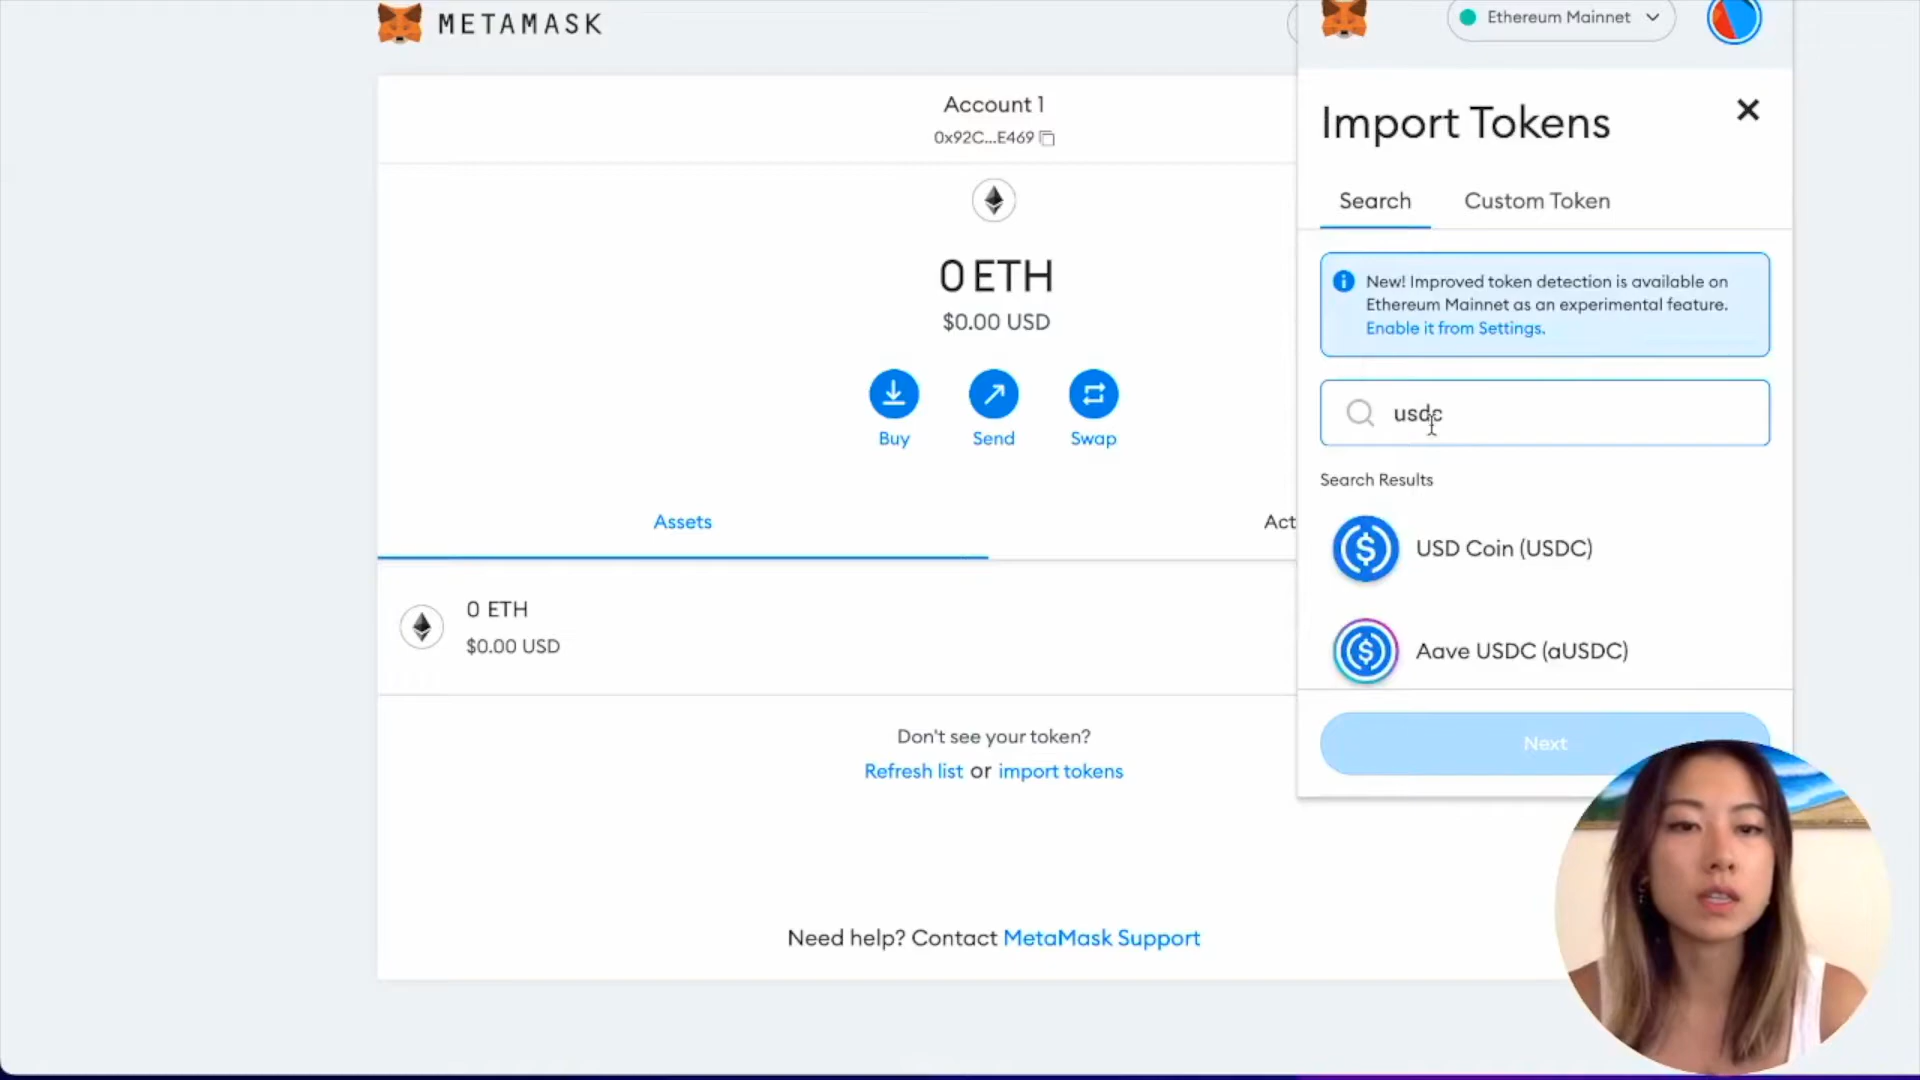 METAMASK
Ethereum Mainnet
Account 1
0x92C...E469
0 ETH
$0.00 USD
Buy
Send
Swap
Assets
Act
0 ETH
$0.00 USD
Don't see your token?
Refresh list or import tokens
Need help? Contact MetaMask Support
Import Tokens
Search
Custom Token
New! Improved token detection is available on
Ethereum Mainnet as an experimental feature.
Enable it from Settings.
usdc
Search Results
USD Coin (USDC)
Aave USDC (aUSDC)
Next